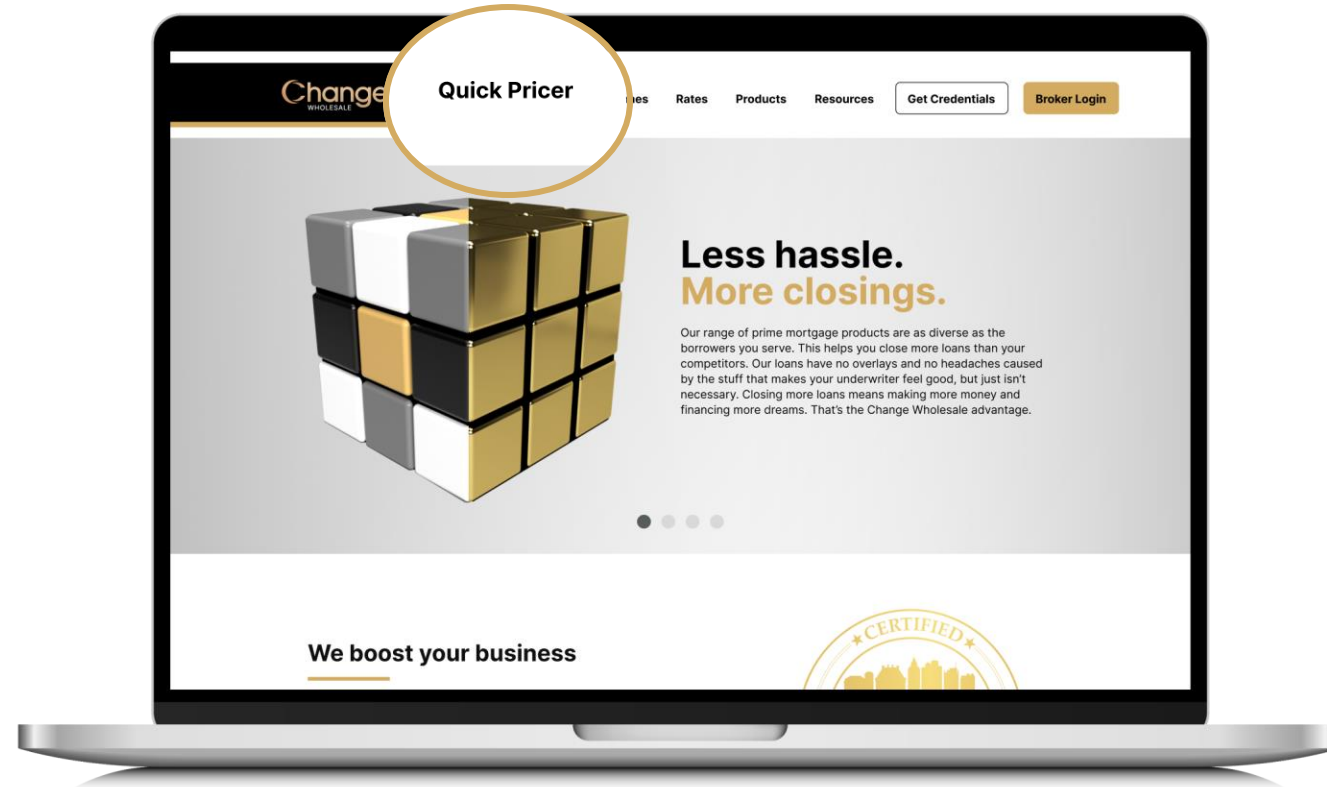 Change
WHOLESALE
Quick Pricer
Rates
Products
Resources
Get Credentials
Broker Login
Less hassle.
More closings.
Our range of prime mortgage products are as diverse as the
borrowers you serve. This helps you close more loans than your
competitors. Our loans have no overlays and no headaches caused
by the stuff that makes your underwriter feel good, but just isn't
necessary. Closing more loans means making more money and
financing more dreams. That's the Change Wholesale advantage.
We boost your business
CERTIFIED